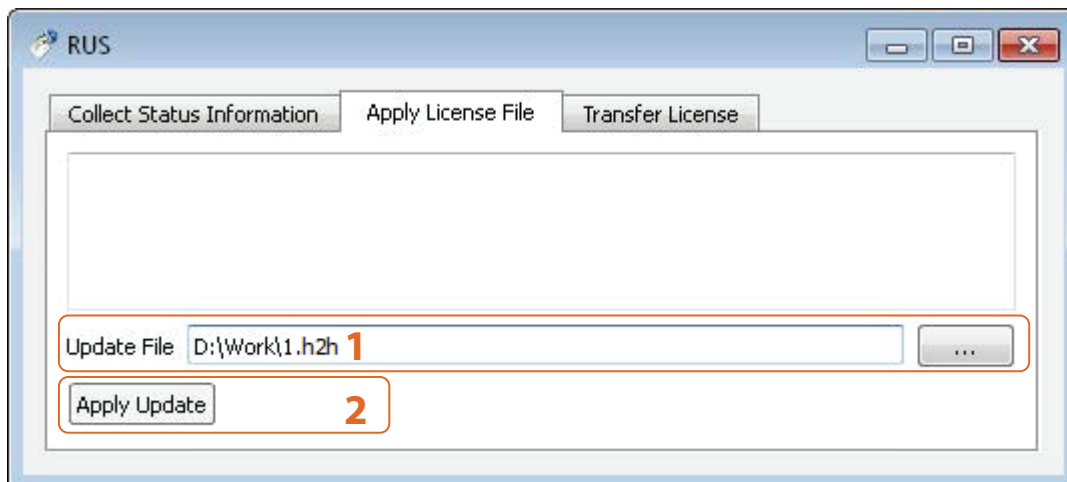 RUS
Collect Status Information Apply License File Transfer License
Update File D:\Work\1.h2h 1 ...
Apply Update 2